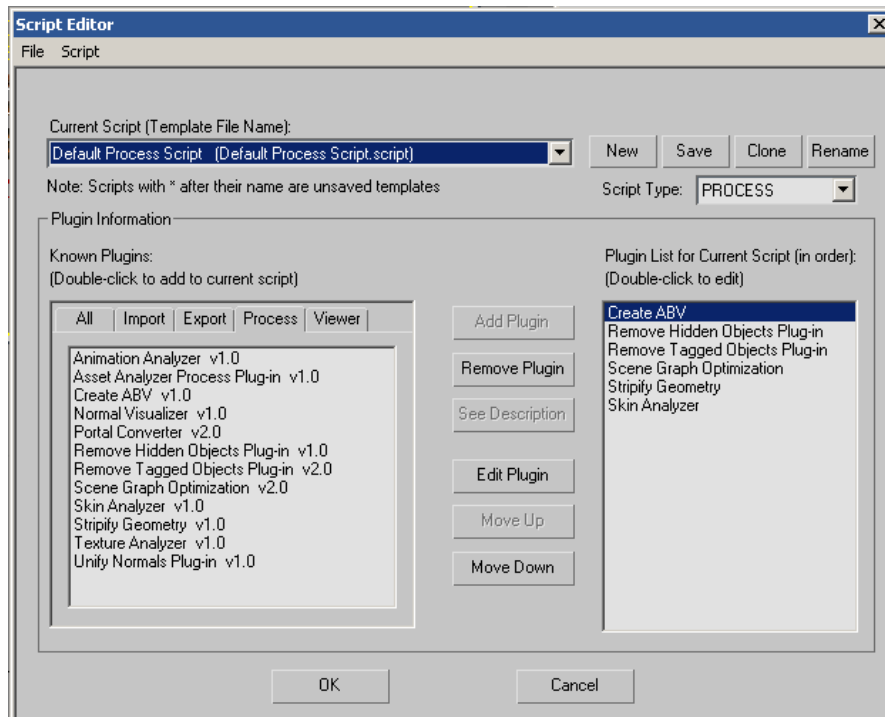 Script Editor
File Script
Current Script (Template File Name):
Default Process Script (Default Process Script.script)
New Save Clone Rename
Note: Scripts with * after their name are unsaved templates
Script Type: PROCESS
Plugin Information
Known Plugins:
(Double-click to add to current script)
All Import Export Process Viewer
Animation Analyzer v1.0
Asset Analyzer Process Plug-in v1.0
Create ABV v1.0
Normal Visualizer v1.0
Portal Converter v2.0
Remove Hidden Objects Plug-in v1.0
Remove Tagged Objects Plug-in v2.0
Scene Graph Optimization v2.0
Skin Analyzer v1.0
Stripify Geometry v1.0
Texture Analyzer v1.0
Unify Normals Plug-in v1.0
Add Plugin
Remove Plugin
See Description
Edit Plugin
Move Up
Move Down
Plugin List for Current Script (in order):
(Double-click to edit)
Create ABV
Remove Hidden Objects Plug-in
Remove Tagged Objects Plug-in
Scene Graph Optimization
Stripify Geometry
Skin Analyzer
OK Cancel